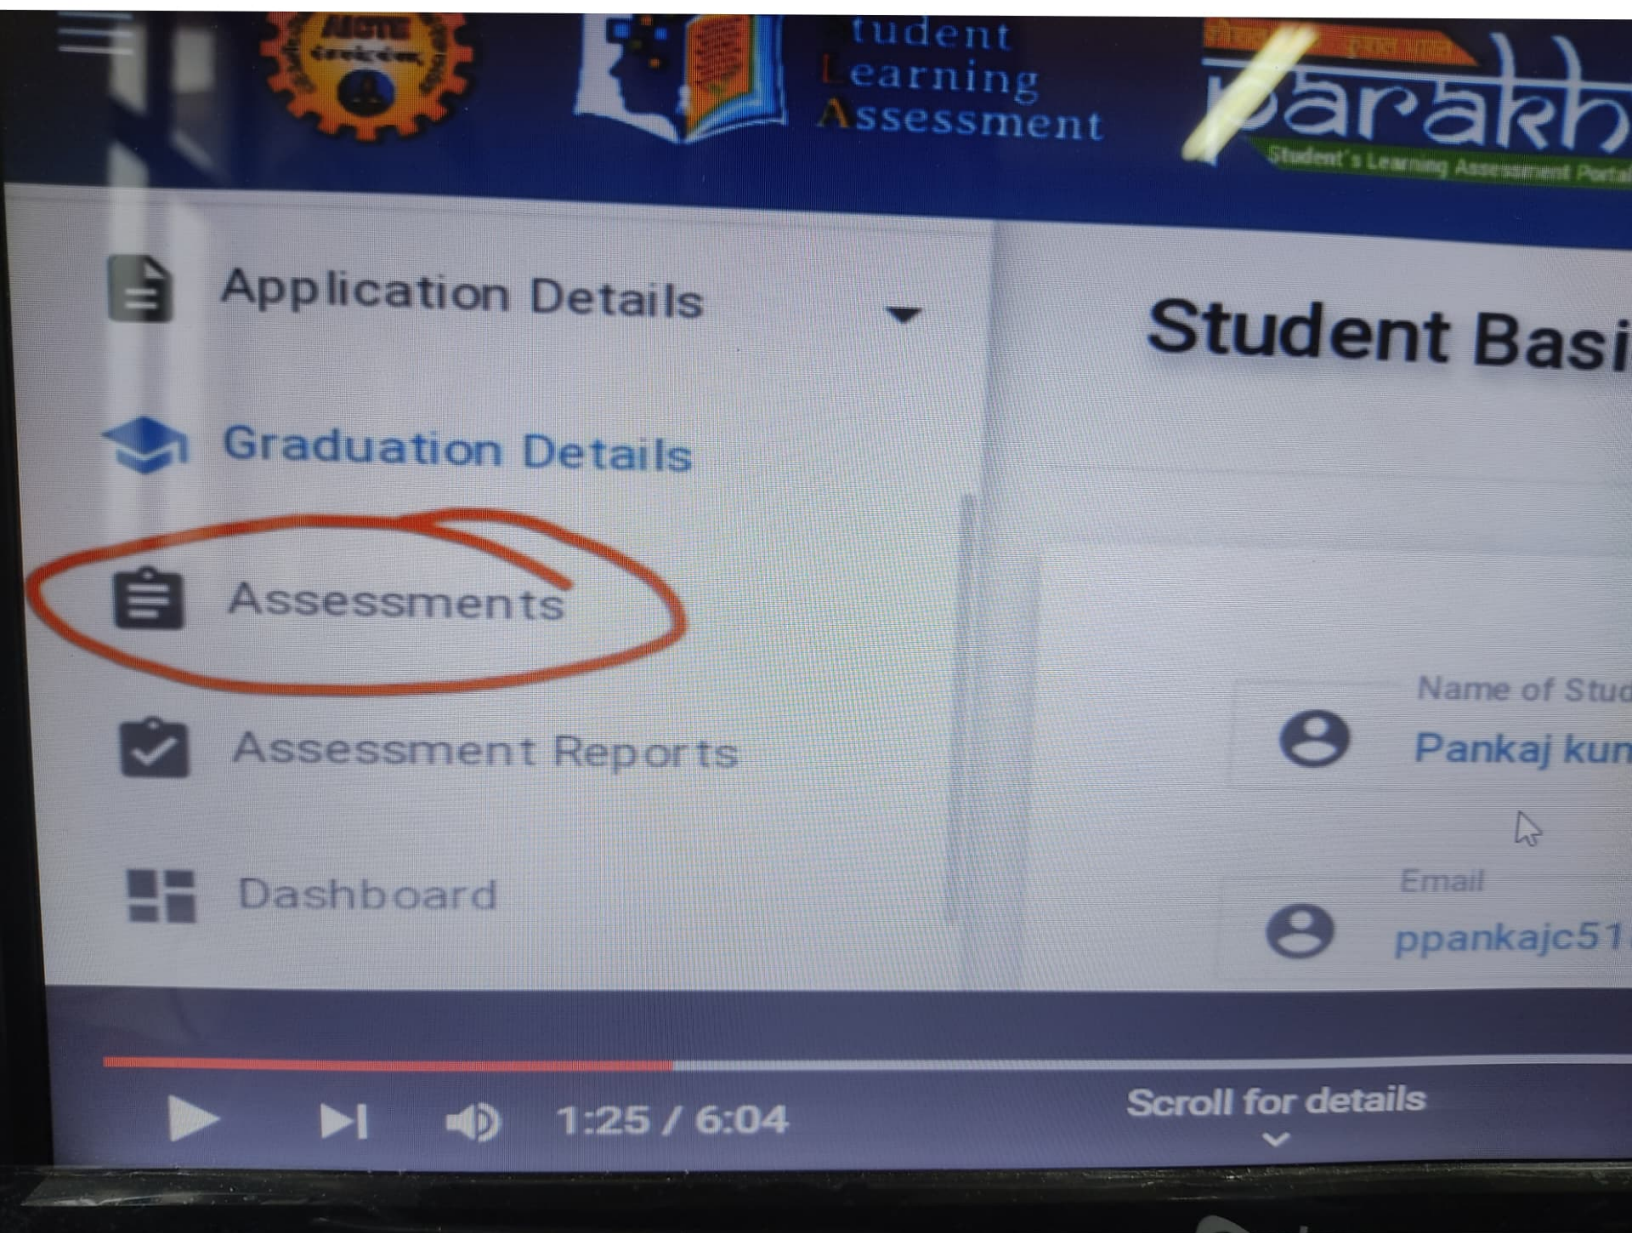 AICTE
tudent
Learning
Assessment
parakh
Student's Learning Assessment Portal
Application Details
Student Basi
Graduation Details
Assessments
Assessment Reports
Name of Stud
Pankaj kum
Dashboard
Email
ppankajc51
1:25 / 6:04
Scroll for details